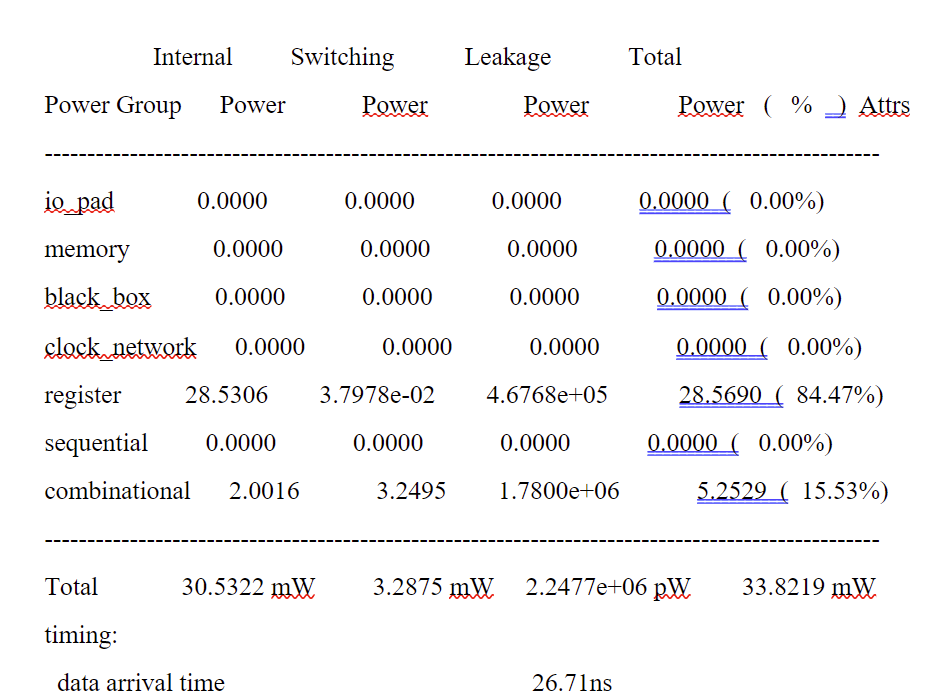 Internal Switching Leakage Total
Power Group Power Power Power Power ( % ) Attrs
--------------------------------------------------------------------------------------------------
io_pad 0.0000 0.0000 0.0000 0.0000 ( 0.00%)
memory 0.0000 0.0000 0.0000 0.0000 ( 0.00%)
black_box 0.0000 0.0000 0.0000 0.0000 ( 0.00%)
clock_network 0.0000 0.0000 0.0000 0.0000 ( 0.00%)
register 28.5306 3.7978e-02 4.6768e+05 28.5690 ( 84.47%)
sequential 0.0000 0.0000 0.0000 0.0000 ( 0.00%)
combinational 2.0016 3.2495 1.7800e+06 5.2529 ( 15.53%)
--------------------------------------------------------------------------------------------------
Total 30.5322 mW 3.2875 mW 2.2477e+06 pW 33.8219 mW
timing:
data arrival time 26.71ns